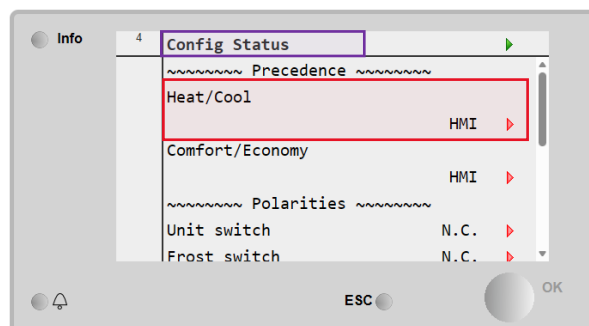 Info
4
Config Status
~~~~~~~~ Precedence ~~~~~~~~
Heat/Cool
HMI
Comfort/Economy
HMI
~~~~~~~~ Polarities ~~~~~~~~
Unit switch N.C.
Frost switch N.C.
ESC
OK